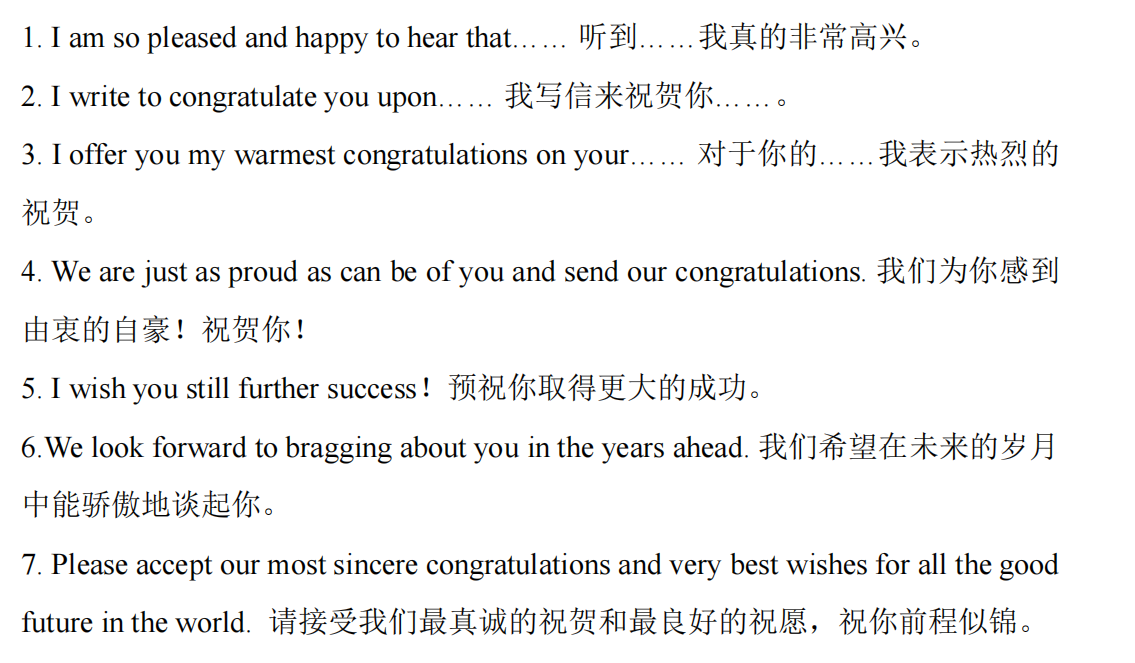 1. I am so pleased and happy to hear that…… 听到……我真的非常高兴。
2. I write to congratulate you upon…… 我写信来祝贺你……。
3. I offer you my warmest congratulations on your…… 对于你的……我表示热烈的
祝贺。
4. We are just as proud as can be of you and send our congratulations. 我们为你感到
由衷的自豪！祝贺你！
5. I wish you still further success！预祝你取得更大的成功。
6.We look forward to bragging about you in the years ahead. 我们希望在未来的岁月
中能骄傲地谈起你。
7. Please accept our most sincere congratulations and very best wishes for all the good
future in the world. 请接受我们最真诚的祝贺和最良好的祝愿，祝你前程似锦。